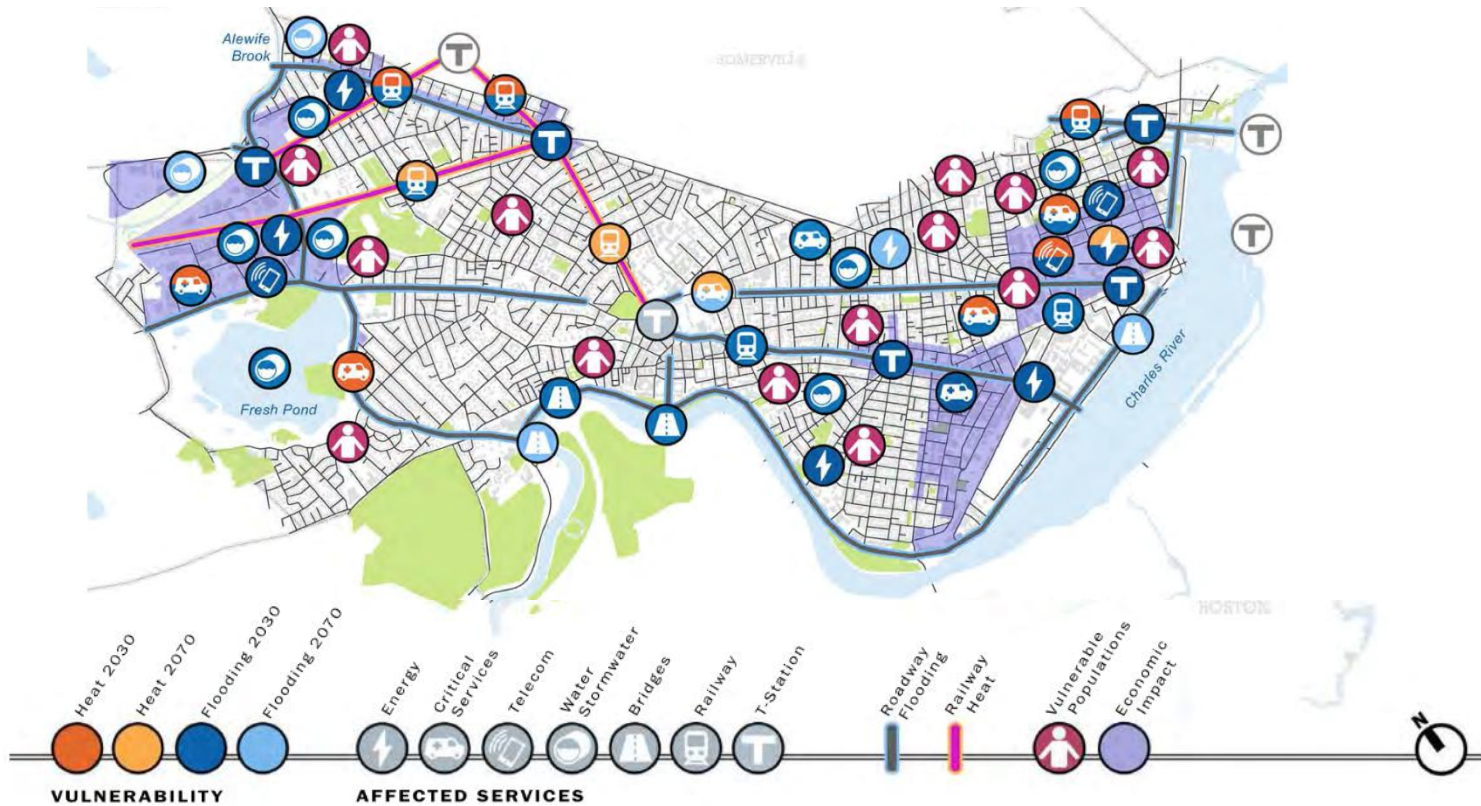 Alewife
Brook
SOMERVILLE
T
T
T
T
T
T
T
T
T
Fresh Pond
Charles River
BOSTON
Heat 2030
Heat 2070
Flooding 2030
Flooding 2070
Energy
Critical
Services
Telecom
Water
Stormwater
Bridges
Railway
T-Station
T
Roadway
Flooding
Railway
Heat
Vulnerable
Populations
Economic
Impact
N
VULNERABILITY
AFFECTED SERVICES